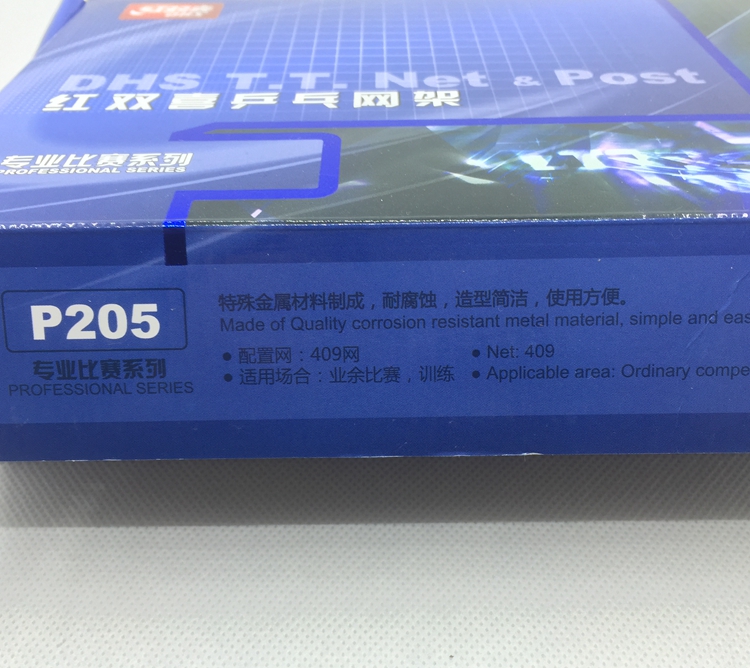 DHS T.T. Net & Post
红双喜乒乓网架
专业比赛系列
PROFESSIONAL SERIES
P205
专业比赛系列
PROFESSIONAL SERIES
特殊金属材料制成，耐腐蚀，造型简洁，使用方便。
Made of Quality corrosion resistant metal material, simple and eas
● 配置网：409网
● Net: 409
● 适用场合：业余比赛，训练
● Applicable area: Ordinary compe